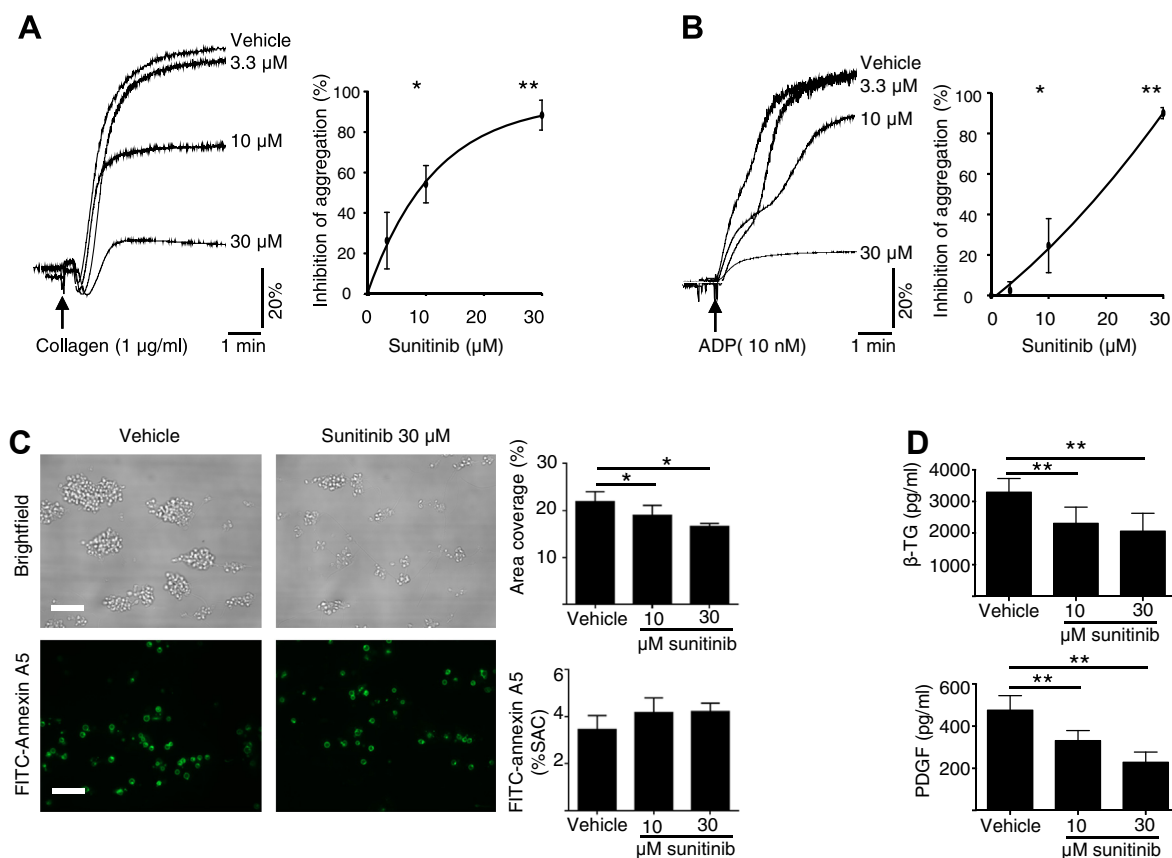 A
Vehicle
3.3 µM
10 µM
30 µM
20%
1 min
Collagen (1 µg/ml)
Inhibition of aggregation (%)
100
80
60
40
20
0
*
**
0
10
20
30
Sunitinib (µM)
B
Vehicle
3.3 µM
10 µM
30 µM
20%
1 min
ADP( 10 nM)
Inhibition of aggregation (%)
100
80
60
40
20
0
*
**
0
10
20
30
Sunitinib (µM)
C
Vehicle
Sunitinib 30 µM
Brightfield
FITC-Annexin A5
Area coverage (%)
30
20
10
*
*
Vehicle
10
30
µM sunitinib
FITC-annexin A5
(%SAC)
6
4
2
Vehicle
10
30
µM sunitinib
D
β-TG (pg/ml)
4000
3000
2000
1000
**
**
Vehicle
10
30
µM sunitinib
PDGF (pg/ml)
600
400
200
**
**
Vehicle
10
30
µM sunitinib